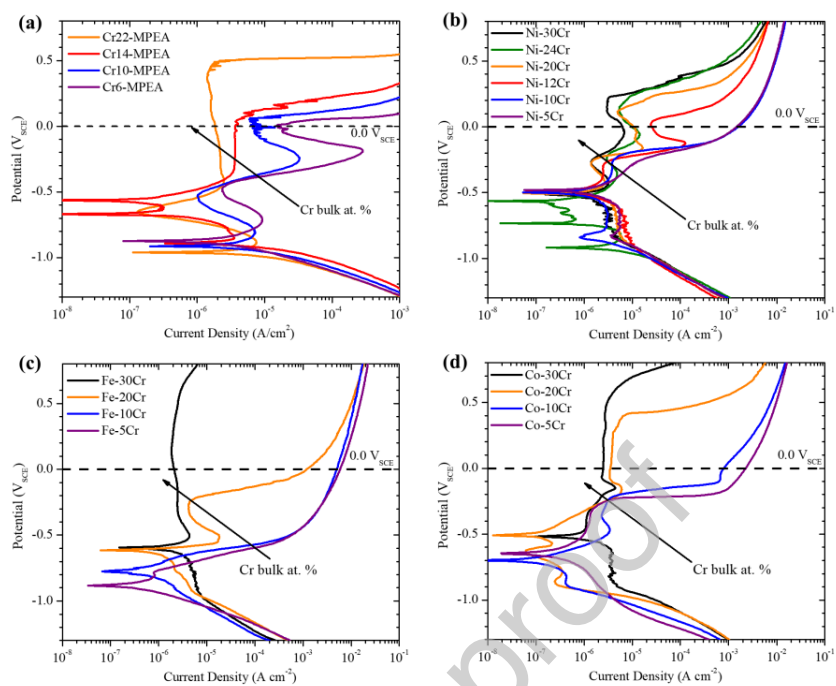 (a)
Cr22-MPEA
Cr14-MPEA
Cr10-MPEA
Cr6-MPEA
0.5
0.0
-0.5
-1.0
0.0 V_SCE
Cr bulk at. %
Potential (V_SCE)
10⁻⁸ 10⁻⁷ 10⁻⁶ 10⁻⁵ 10⁻⁴ 10⁻³
Current Density (A/cm²)
(b)
Ni-30Cr
Ni-24Cr
Ni-20Cr
Ni-12Cr
Ni-10Cr
Ni-5Cr
0.5
0.0
-0.5
-1.0
0.0 V_SCE
Cr bulk at. %
Potential (V_SCE)
10⁻⁸ 10⁻⁷ 10⁻⁶ 10⁻⁵ 10⁻⁴ 10⁻³ 10⁻² 10⁻¹
Current Density (A cm⁻²)
(c)
Fe-30Cr
Fe-20Cr
Fe-10Cr
Fe-5Cr
0.5
0.0
-0.5
-1.0
0.0 V_SCE
Cr bulk at. %
Potential (V_SCE)
10⁻⁸ 10⁻⁷ 10⁻⁶ 10⁻⁵ 10⁻⁴ 10⁻³ 10⁻² 10⁻¹
Current Density (A cm⁻²)
(d)
Co-30Cr
Co-20Cr
Co-10Cr
Co-5Cr
0.5
0.0
-0.5
-1.0
0.0 V_SCE
Cr bulk at. %
Potential (V_SCE)
10⁻⁸ 10⁻⁷ 10⁻⁶ 10⁻⁵ 10⁻⁴ 10⁻³ 10⁻² 10⁻¹
Current Density (A cm⁻²)
proof